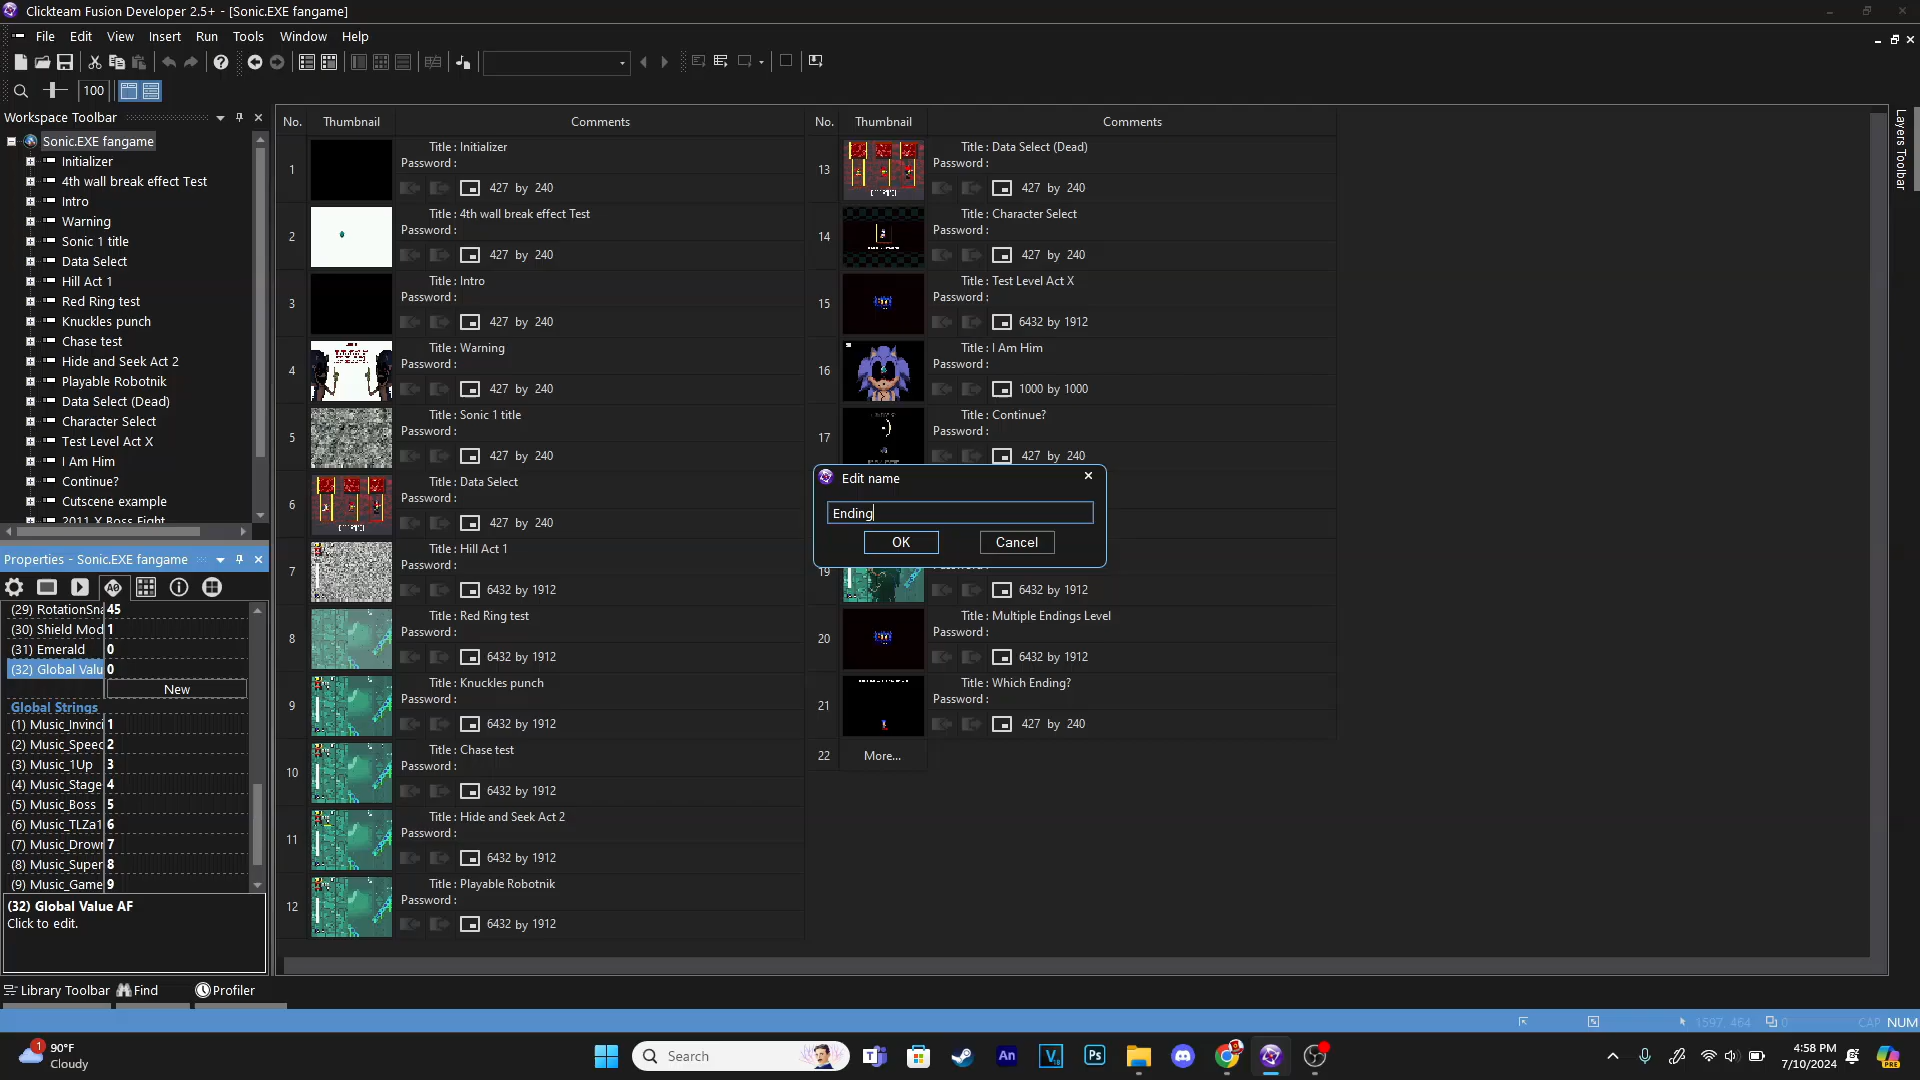 Clickteam Fusion Developer 2.5+ - [Sonic.EXE fangame]
File Edit View Insert Run Tools Window Help
100
Workspace Toolbar
Sonic.EXE fangame
Initializer
4th wall break effect Test
Intro
Warning
Sonic 1 title
Data Select
Hill Act 1
Red Ring test
Knuckles punch
Chase test
Hide and Seek Act 2
Playable Robotnik
Data Select (Dead)
Character Select
Test Level Act X
I Am Him
Continue?
Cutscene example
2011 X Boss Fight
Properties - Sonic.EXE fangame
(29) RotationSna 45
(30) Shield Mod 1
(31) Emerald 0
(32) Global Valu 0
New
Global Strings
(1) Music_Invinci 1
(2) Music_Speed 2
(3) Music_1Up 3
(4) Music_Stage 4
(5) Music_Boss 5
(6) Music_TLZa1 6
(7) Music_Drown 7
(8) Music_Super 8
(9) Music_Game 9
(32) Global Value AF
Click to edit.
Library Toolbar Find Profiler
No. Thumbnail Comments
1 Title : Initializer
Password :
427 by 240
2 Title : 4th wall break effect Test
Password :
427 by 240
3 Title : Intro
Password :
427 by 240
4 Title : Warning
Password :
427 by 240
5 Title : Sonic 1 title
Password :
427 by 240
6 Title : Data Select
Password :
427 by 240
7 Title : Hill Act 1
Password :
6432 by 1912
8 Title : Red Ring test
Password :
6432 by 1912
9 Title : Knuckles punch
Password :
6432 by 1912
10 Title : Chase test
Password :
6432 by 1912
11 Title : Hide and Seek Act 2
Password :
6432 by 1912
12 Title : Playable Robotnik
Password :
6432 by 1912
No. Thumbnail Comments
13 Title : Data Select (Dead)
Password :
427 by 240
14 Title : Character Select
Password :
427 by 240
15 Title : Test Level Act X
Password :
6432 by 1912
16 Title : I Am Him
Password :
1000 by 1000
17 Title : Continue?
Password :
427 by 240
Edit name
Ending
OK Cancel
19 Password :
6432 by 1912
20 Title : Multiple Endings Level
Password :
6432 by 1912
21 Title : Which Ending?
Password :
427 by 240
22 More...
Layers Toolbar
1597, 464 0 CAP NUM
1 90°F
Cloudy
Search
An
Ps
4:58 PM
7/10/2024
PRE